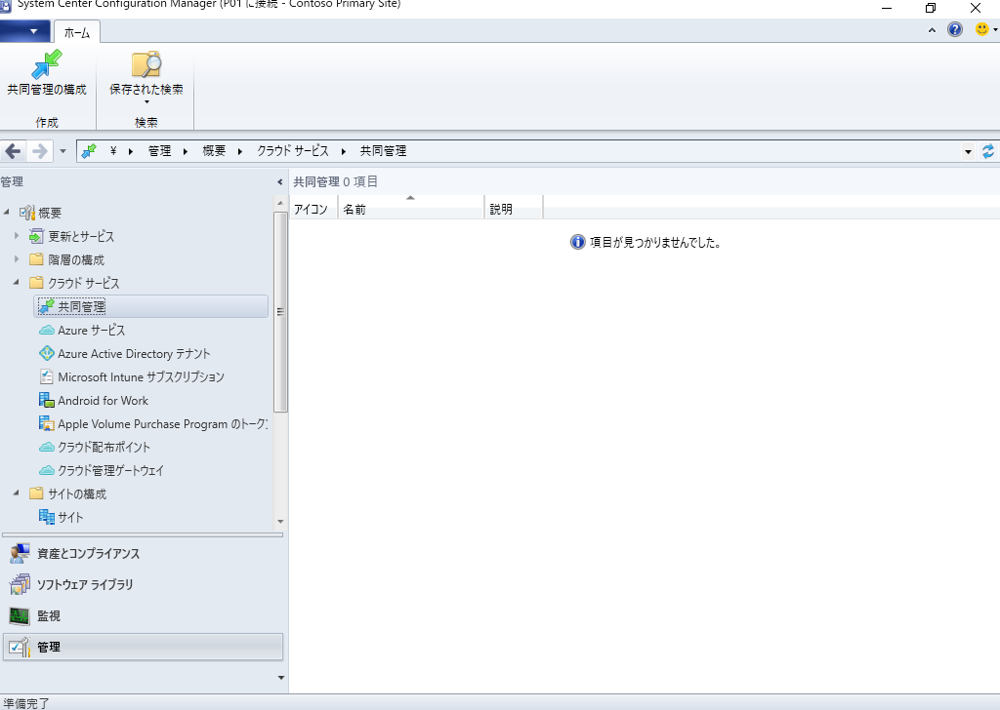 System Center Configuration Manager (P01 に接続 - Contoso Primary Site)
ホーム
共同管理の構成
保存された検索
作成
検索
¥ 管理 概要 クラウド サービス 共同管理
管理
共同管理 0 項目
アイコン 名前 説明
項目が見つかりませんでした。
概要
更新とサービス
階層の構成
クラウド サービス
共同管理
Azure サービス
Azure Active Directory テナント
Microsoft Intune サブスクリプション
Android for Work
Apple Volume Purchase Program のトークン
クラウド配布ポイント
クラウド管理ゲートウェイ
サイトの構成
サイト
資産とコンプライアンス
ソフトウェア ライブラリ
監視
管理
準備完了